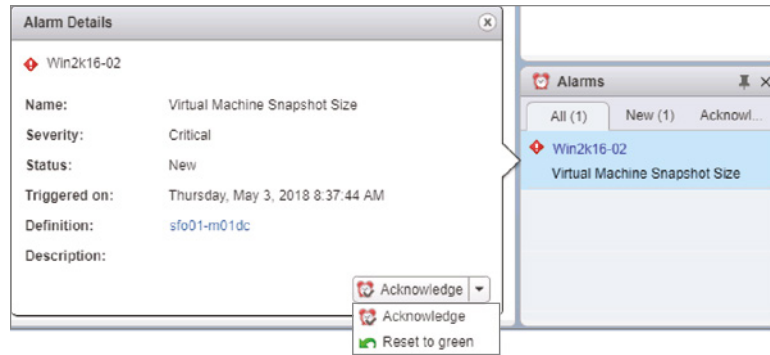 Alarm Details
Win2k16-02
Name: Virtual Machine Snapshot Size
Severity: Critical
Status: New
Triggered on: Thursday, May 3, 2018 8:37:44 AM
Definition: sfo01-m01dc
Description:
Acknowledge
Acknowledge
Reset to green
Alarms
All (1) New (1) Acknowl...
Win2k16-02
Virtual Machine Snapshot Size